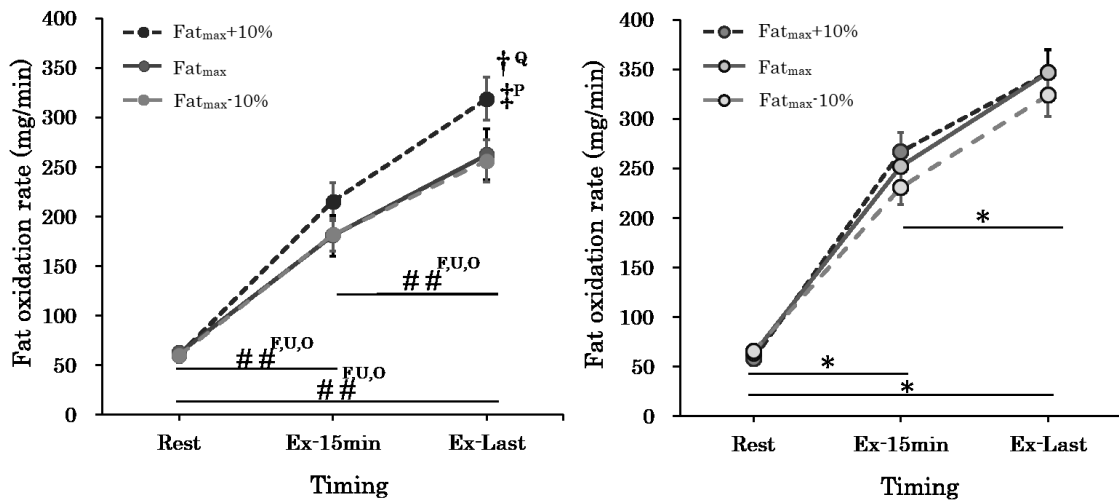 Fat oxidation rate (mg/min)
400
350
300
250
200
150
100
50
0
Fatmax+10%
Fatmax
Fatmax-10%
† Q
‡P
##F,U,O
##F,U,O
##F,U,O
Rest
Ex-15min
Ex-Last
Timing
Fat oxidation rate (mg/min)
400
350
300
250
200
150
100
50
0
Fatmax+10%
Fatmax
Fatmax-10%
*
*
*
Rest
Ex-15min
Ex-Last
Timing